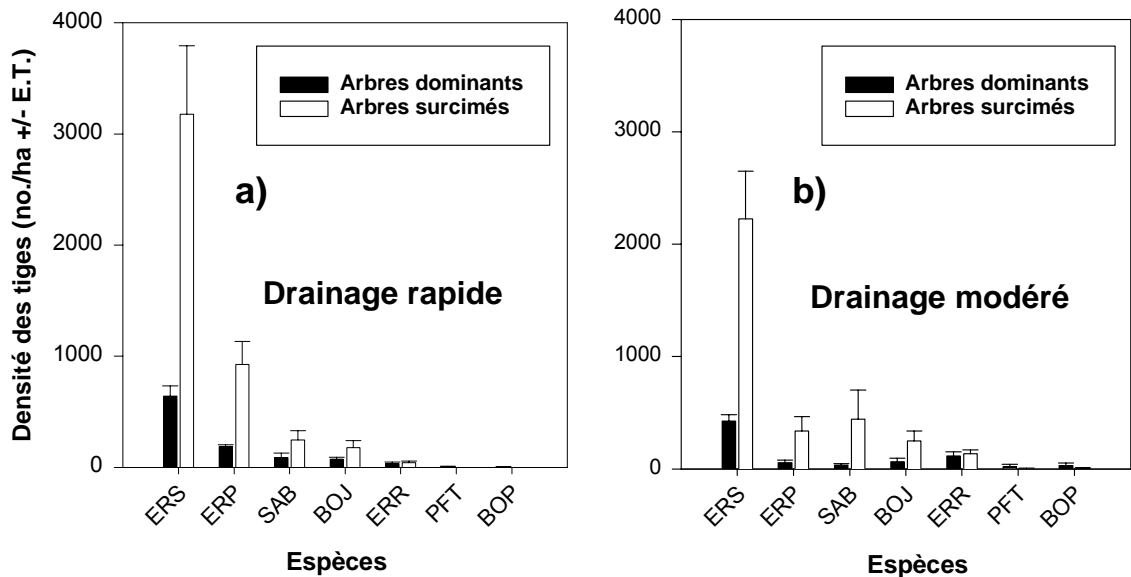 Densité des tiges (no./ha +/- E.T.)
4000
3000
2000
1000
0
Arbres dominants
Arbres surcimés
a)
Drainage rapide
ERS
ERP
SAB
BOJ
ERR
PFT
BOP
Espèces
4000
3000
2000
1000
0
Arbres dominants
Arbres surcimés
b)
Drainage modéré
ERS
ERP
SAB
BOJ
ERR
PFT
BOP
Espèces